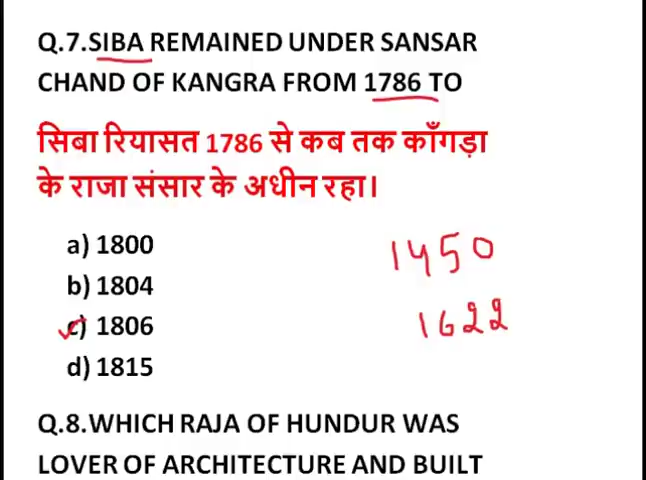 Q.7.SIBA REMAINED UNDER SANSAR
CHAND OF KANGRA FROM 1786 TO
सिबा रियासत 1786 से कब तक काँगड़ा
के राजा संसार के अधीन रहा।
a) 1800
b) 1804
c) 1806
d) 1815
1450
1622
Q.8.WHICH RAJA OF HUNDUR WAS
LOVER OF ARCHITECTURE AND BUILT